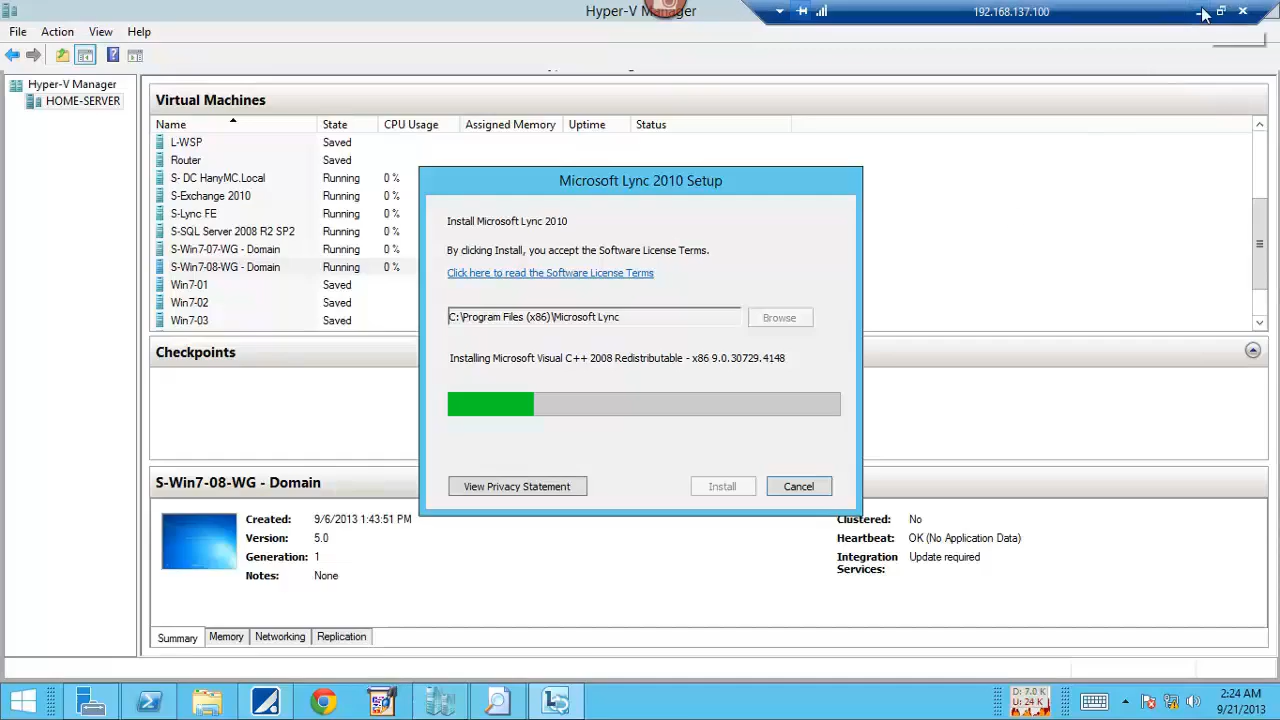 Hyper-V Manager
192.168.137.100
File Action View Help
Hyper-V Manager
HOME-SERVER
Virtual Machines
Name State CPU Usage Assigned Memory Uptime Status
L-WSP Saved
Router Saved
S- DC HanyMC.Local Running 0 %
S-Exchange 2010 Running 0 %
S-Lync FE Running 0 %
S-SQL Server 2008 R2 SP2 Running 0 %
S-Win7-07-WG - Domain Running 0 %
S-Win7-08-WG - Domain Running 0 %
Win7-01 Saved
Win7-02 Saved
Win7-03 Saved
Microsoft Lync 2010 Setup
Install Microsoft Lync 2010
By clicking Install, you accept the Software License Terms.
Click here to read the Software License Terms
C:\Program Files (x86)\Microsoft Lync
Browse
Installing Microsoft Visual C++ 2008 Redistributable - x86 9.0.30729.4148
View Privacy Statement Install Cancel
Checkpoints
S-Win7-08-WG - Domain
Created: 9/6/2013 1:43:51 PM
Version: 5.0
Generation: 1
Notes: None
Clustered: No
Heartbeat: OK (No Application Data)
Integration Services: Update required
Summary Memory Networking Replication
D: 7.0 K
U: 24 K
2:24 AM
9/21/2013